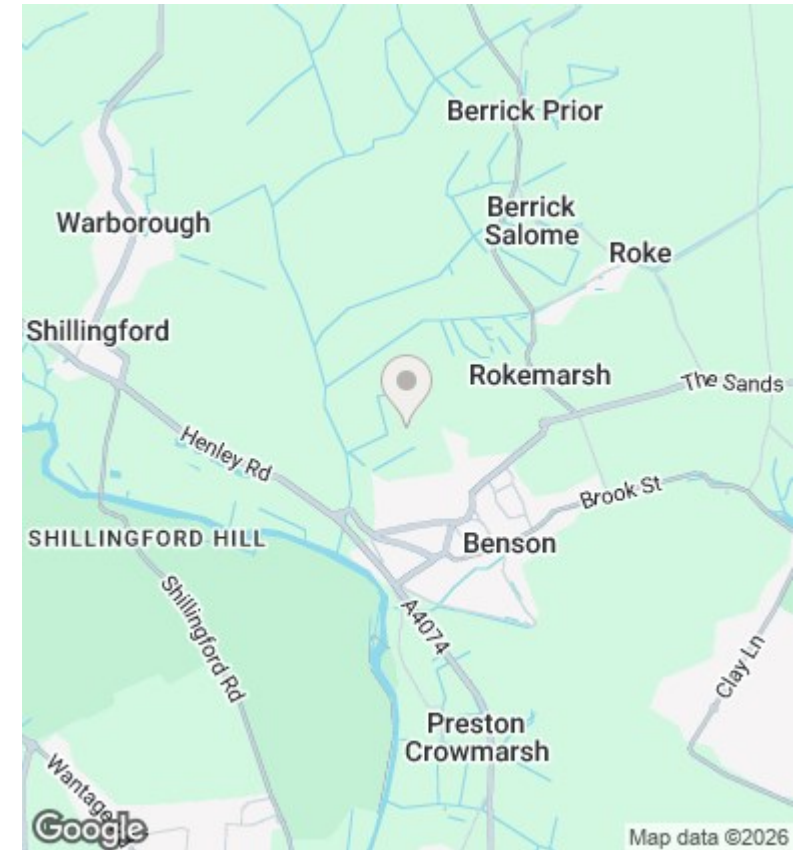 Berrick Prior
Berrick
Salome
Warborough
Roke
Shillingford
Rokemarsh
The Sands
Henley Rd
Brook St
SHILLINGFORD HILL
Benson
Shillingford Rd
A4074
Clay Ln
Preston
Crowmarsh
Wantage
Google
Map data ©2026